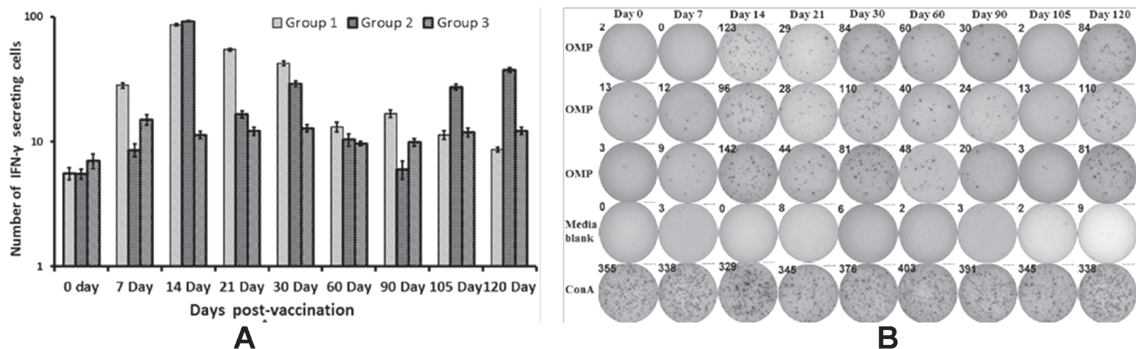 100
10
1
Number of IFN-γ secreting cells
Group 1 Group 2 Group 3
0 day 7 Day 14 Day 21 Day 30 Day 60 Day 90 Day 105 Day 120 Day
Days post-vaccination
A
Day 0 Day 7 Day 14 Day 21 Day 30 Day 60 Day 90 Day 105 Day 120
OMP 2 0 123 29 84 60 30 2 84
OMP 13 12 96 28 110 40 24 13 110
OMP 3 9 142 44 81 48 20 3 81
Media blank 0 3 0 8 6 2 3 2 9
ConA 355 338 329 345 376 403 391 345 338
B